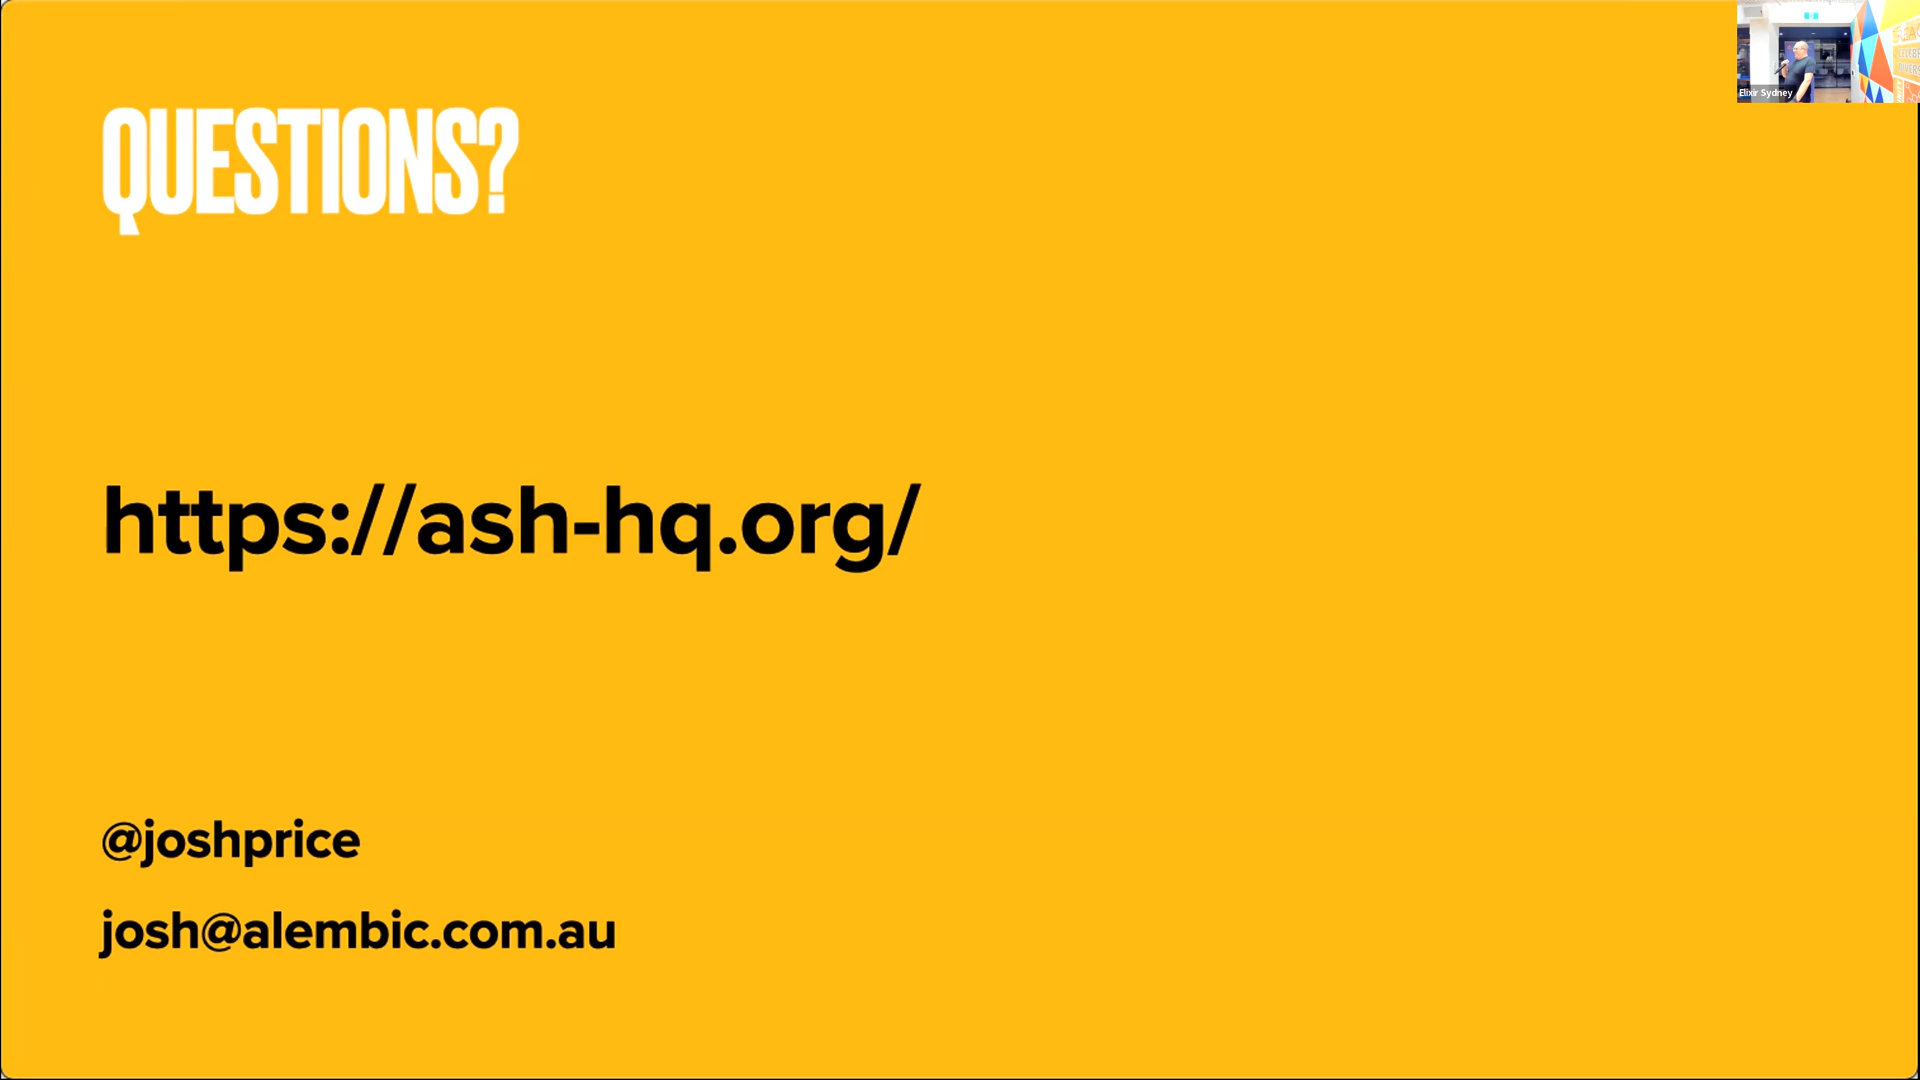 QUESTIONS?
https://ash-hq.org/
@joshprice
josh@alembic.com.au
Elixir Sydney